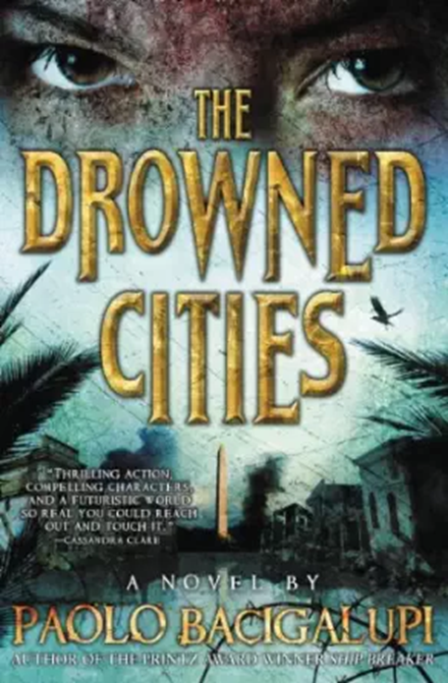 THE
DROWNED
CITIES
"THRILLING ACTION,
COMPELLING CHARACTERS,
AND A FUTURISTIC WORLD
SO REAL YOU COULD REACH
OUT AND TOUCH IT."
—CASSANDRA CLARE
A NOVEL BY
PAOLO BACIGALUPI
AUTHOR OF THE PRINTZ AWARD WINNER SHIP BREAKER